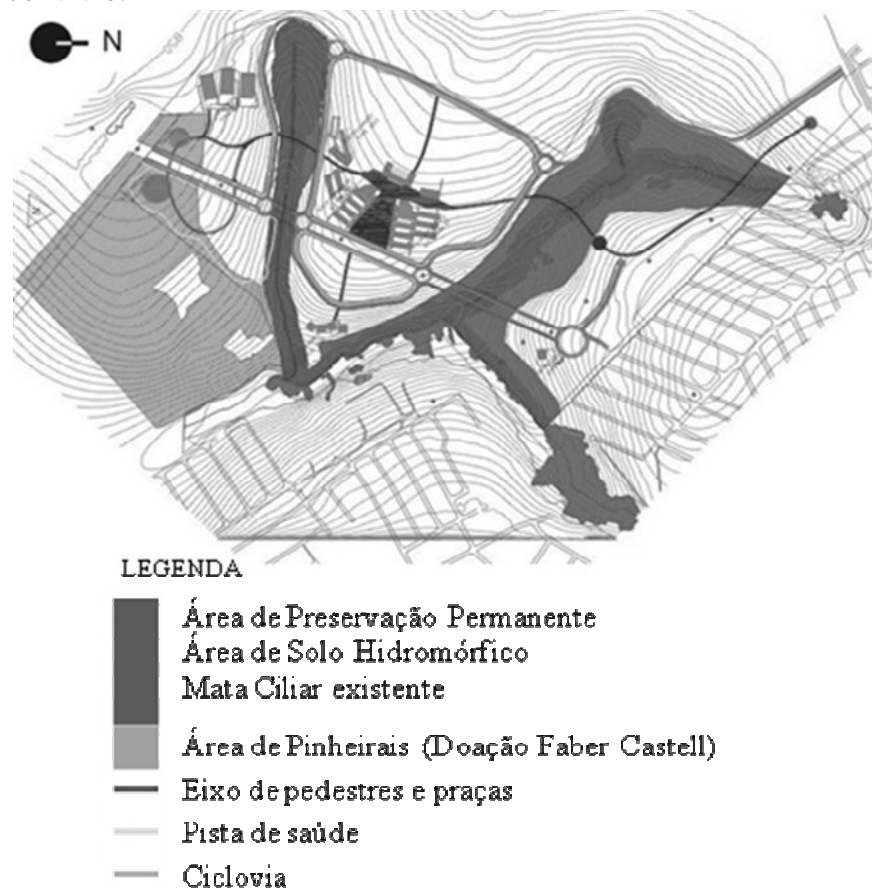 N
LEGENDA
Área de Preservação Permanente
Área de Solo Hidromórfico
Mata Ciliar existente
Área de Pinheirais (Doação Faber Castell)
Eixo de pedestres e praças
Pista de saúde
Ciclovia